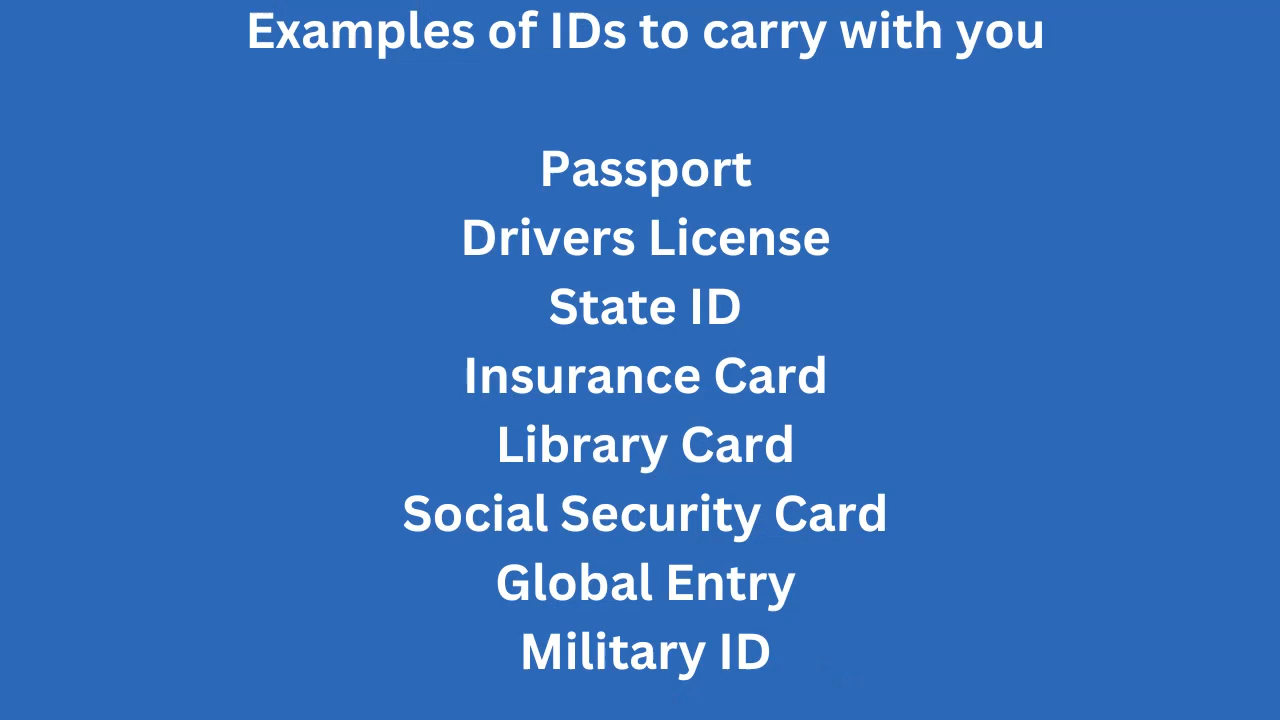 Examples of IDs to carry with you
Passport
Drivers License
State ID
Insurance Card
Library Card
Social Security Card
Global Entry
Military ID